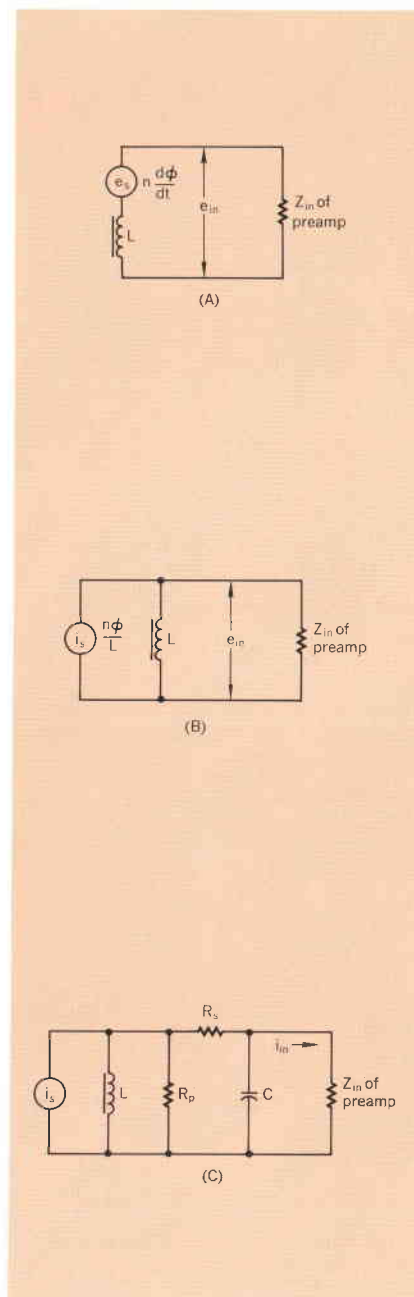 e_s n dϕ/dt
e_in
L
Z_in of
preamp
(A)
i_s nϕ/L
L
e_in
Z_in of
preamp
(B)
R_s
i_in
i_s
L
R_p
C
Z_in of
preamp
(C)